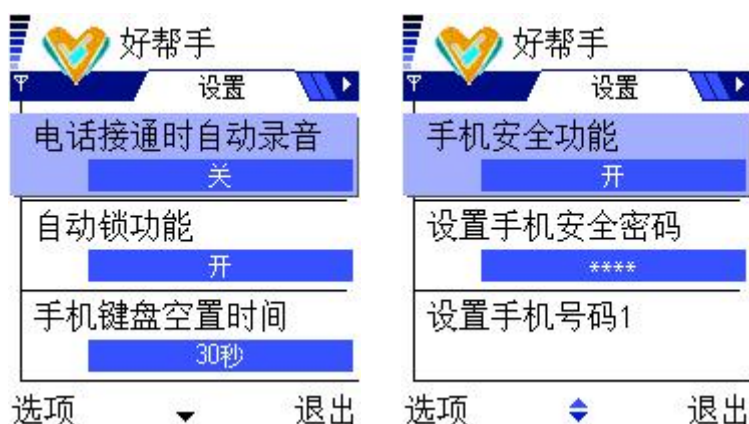 好帮手
设置
电话接通时自动录音
关
自动锁功能
开
手机键盘空置时间
30秒
选项 退出
好帮手
设置
手机安全功能
开
设置手机安全密码
****
设置手机号码1
选项 退出